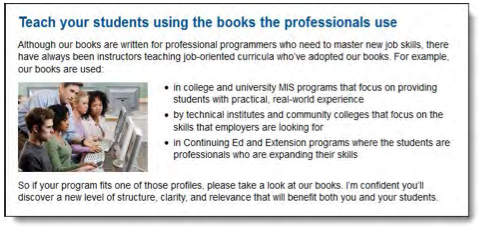 Teach your students using the books the professionals use
Although our books are written for professional programmers who need to master new job skills, there
have always been instructors teaching job-oriented curricula who've adopted our books. For example,
our books are used:
• in college and university MIS programs that focus on providing
students with practical, real-world experience
• by technical institutes and community colleges that focus on the
skills that employers are looking for
• in Continuing Ed and Extension programs where the students are
professionals who are expanding their skills
So if your program fits one of those profiles, please take a look at our books. I'm confident you'll
discover a new level of structure, clarity, and relevance that will benefit both you and your students.